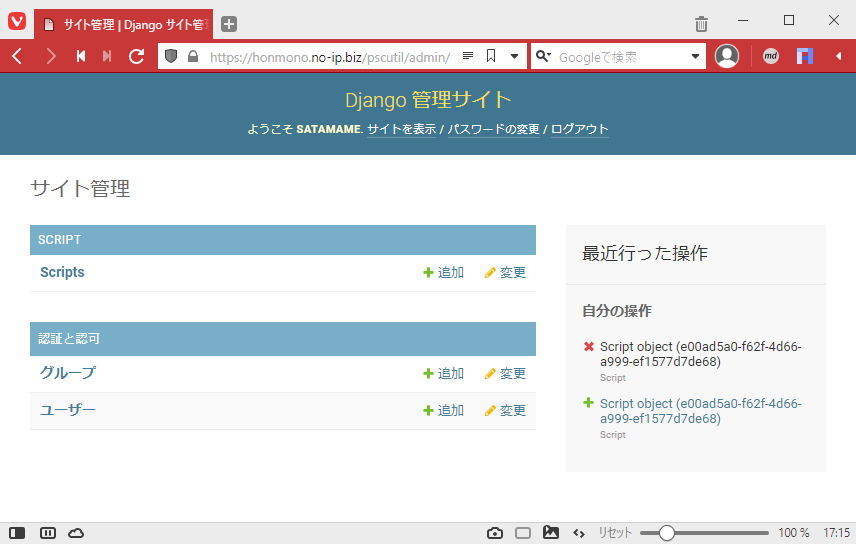 サイト管理 | Django サイト管
https://honmono.no-ip.biz/pscutil/admin/
Googleで検索
md
Django 管理サイト
ようこそ SATAMAME. サイトを表示 / パスワードの変更 / ログアウト
サイト管理
SCRIPT
Scripts 追加 変更
認証と認可
グループ 追加 変更
ユーザー 追加 変更
最近行った操作
自分の操作
Script object (e00ad5a0-f62f-4d66-
a999-ef1577d7de68)
Script
Script object (e00ad5a0-f62f-4d66-
a999-ef1577d7de68)
Script
リセット 100 % 17:15